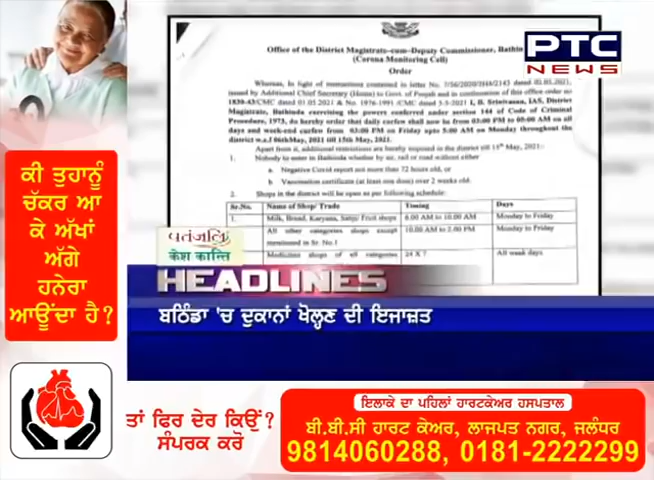 Office of the District Magistrate-cum-Deputy Commissioner, Bathin
(Corona Monitoring Cell)
Order
Whereas, in light of instructions contained in letter No. 7/56/2020/2H4/2143 dated 01.05.2021,
issued by Additional Chief Secretary (Home) to Govt. of Punjab and in continuation of this office order no
1839-43/CMC dated 01.05.2021 & No. 1976-1991 /CMC dated 3-5-2021 I, B. Srinivasan, IAS, District
Magistrate, Bathinda exercising the powers conferred under section 144 of Code of Criminal
Procedure, 1973, do hereby order that daily curfew shall now be from 03:00 PM to 05:00 AM on all
days and week-end curfew from 03:00 PM on Friday upto 5:00 AM on Monday throughout the
district w.e.f 06thMay, 2021 till 15th May, 2021.
Apart from it, additional restrictions are hereby imposed in the district till 15th May, 2021:-
1. Nobody to enter in Bathinda whether by air, rail or road without either
a. Negative Covid report not more than 72 hours old, or
b. Vaccination certificate (at least one dose) over 2 weeks old.
2. Shops in the district will be open as per following schedule:
Sr.No. Name of Shop/ Trade Timing Days
1. Milk, Bread, Karyana, Sabji/ Fruit shops 6.00 AM to 10.00 AM Monday to Friday
All other categories shops except 10.00 AM to 2.00 PM Monday to Friday
mentioned in Sr. No.1
Medicines shops of all categories 24 X 7 All week days
PTC
NEWS
ਕੀ ਤੁਹਾਨੂੰ
ਚੱਕਰ ਆ
ਕੇ ਅੱਖਾਂ
ਅੱਗੇ
ਹਨੇਰਾ
ਆਉਂਦਾ ਹੈ?
पतंजलि
केश कान्ति
HEADLINES
ਬਠਿੰਡਾ 'ਚ ਦੁਕਾਨਾਂ ਖੋਲ੍ਹਣ ਦੀ ਇਜਾਜ਼ਤ
ਤਾਂ ਫਿਰ ਦੇਰ ਕਿਉਂ?
ਸੰਪਰਕ ਕਰੋ
ਇਲਾਕੇ ਦਾ ਪਹਿਲਾਂ ਹਾਰਟਕੇਅਰ ਹਸਪਤਾਲ
ਬੀ.ਬੀ.ਸੀ ਹਾਰਟ ਕੇਅਰ, ਲਾਜਪਤ ਨਗਰ, ਜਲੰਧਰ
9814060288, 0181-2222299